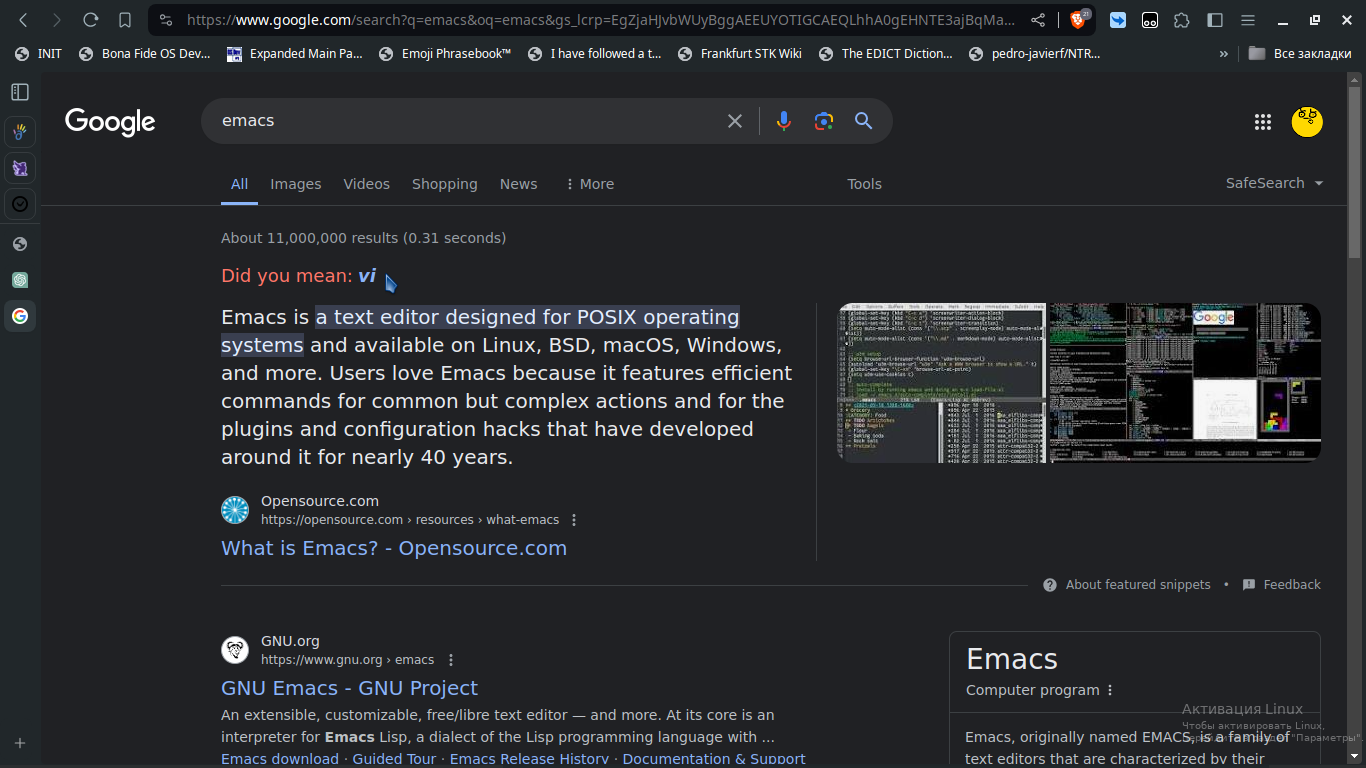 https://www.google.com/search?q=emacs&oq=emacs&gs_lcrp=EgZjaHJvbWUyBggAEEUYOTIGCAEQLhhA0gEHNTE3ajBqMa...
21
INIT
Bona Fide OS Dev...
Expanded Main Pa...
Emoji Phrasebook™
I have followed a t...
Frankfurt STK Wiki
The EDICT Diction...
pedro-javierf/NTR...
»
Все закладки
Google
emacs
All
Images
Videos
Shopping
News
More
Tools
SafeSearch
About 11,000,000 results (0.31 seconds)
Did you mean: vi
Emacs is a text editor designed for POSIX operating
systems and available on Linux, BSD, macOS, Windows,
and more. Users love Emacs because it features efficient
commands for common but complex actions and for the
plugins and configuration hacks that have developed
around it for nearly 40 years.
Google
Opensource.com
https://opensource.com › resources › what-emacs
What is Emacs? - Opensource.com
About featured snippets • Feedback
GNU.org
https://www.gnu.org › emacs
GNU Emacs - GNU Project
An extensible, customizable, free/libre text editor — and more. At its core is an
interpreter for Emacs Lisp, a dialect of the Lisp programming language with ...
Emacs download · Guided Tour · Emacs Release History · Documentation & Support
Emacs
Computer program
Emacs, originally named EMACS, is a family of
text editors that are characterized by their
Активация Linux
Чтобы активировать Linux,
"Параметры".